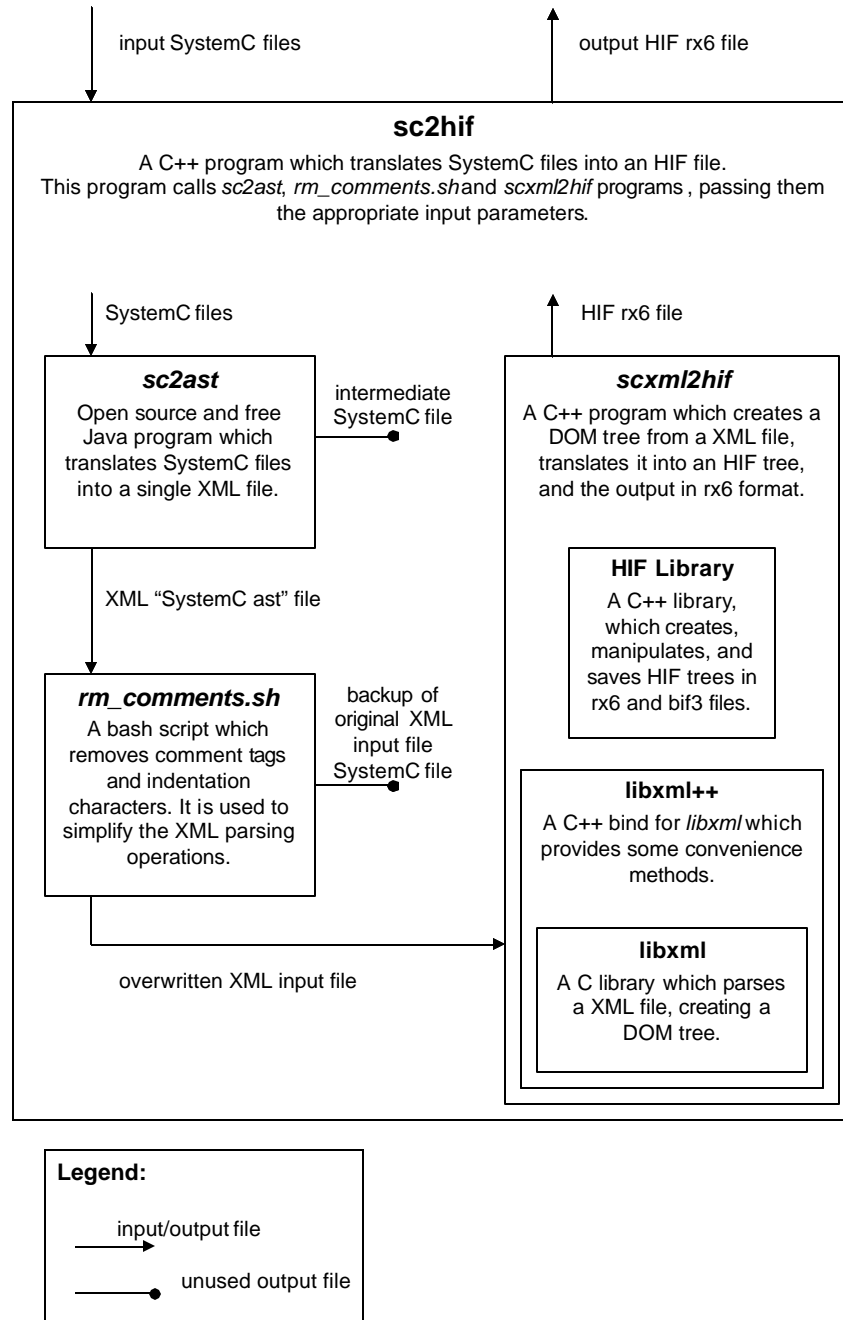 input SystemC files
output HIF rx6 file
sc2hif
A C++ program which translates SystemC files into an HIF file.
This program calls sc2ast, rm_comments.sh and scxml2hif programs , passing them
the appropriate input parameters.
SystemC files
HIF rx6 file
sc2ast
Open source and free
Java program which
translates SystemC files
into a single XML file.
intermediate
SystemC file
scxml2hif
A C++ program which creates a
DOM tree from a XML file,
translates it into an HIF tree,
and the output in rx6 format.
XML “SystemC ast” file
HIF Library
A C++ library,
which creates,
manipulates, and
saves HIF trees in
rx6 and bif3 files.
rm_comments.sh
A bash script which
removes comment tags
and indentation
characters. It is used to
simplify the XML parsing
operations.
backup of
original XML
input file
SystemC file
libxml++
A C++ bind for libxml which
provides some convenience
methods.
libxml
A C library which parses
a XML file, creating a
DOM tree.
overwritten XML input file
Legend:
input/output file
unused output file